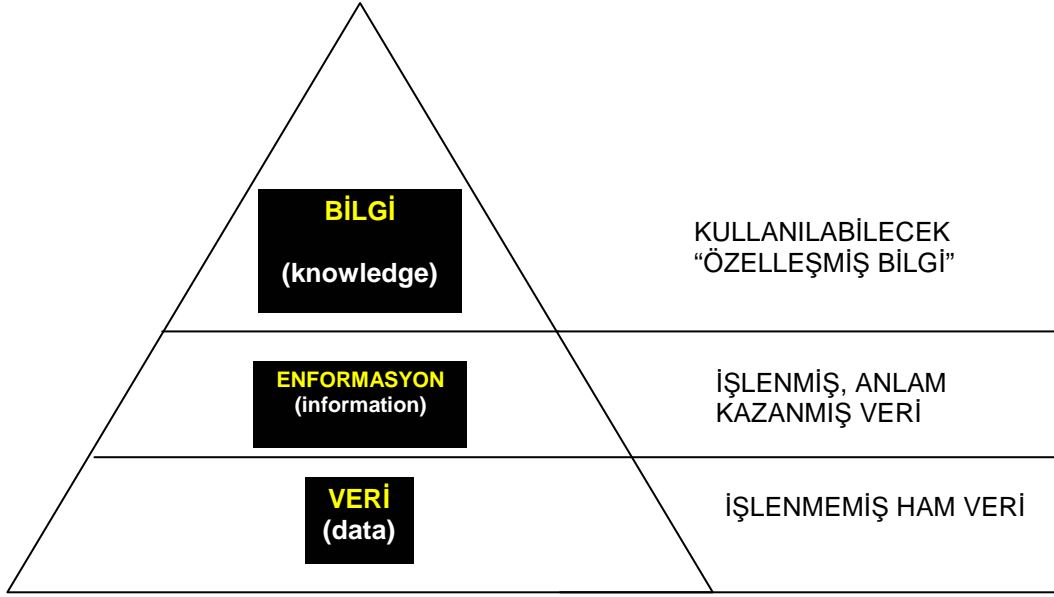 BİLGİ
(knowledge)
KULLANILABİLECEK
“ÖZELLEŞMİŞ BİLGİ”
ENFORMASYON
(information)
İŞLENMİŞ, ANLAM
KAZANMIŞ VERİ
VERİ
(data)
İŞLENMEMİŞ HAM VERİ